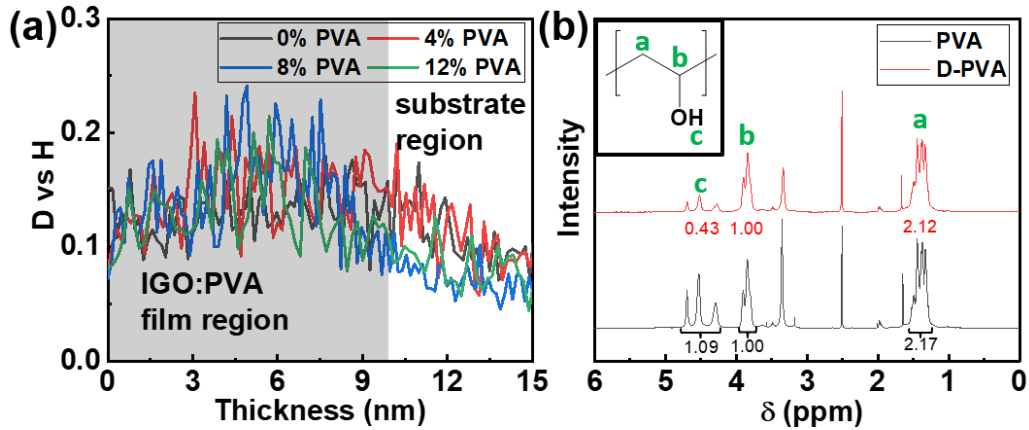 (a)
0.3
0.2
0.1
0.0
D vs H
0% PVA
4% PVA
8% PVA
12% PVA
substrate
region
IGO:PVA
film region
0
3
6
9
12
15
Thickness (nm)
(b)
a
b
OH
c
PVA
D-PVA
Intensity
c
b
a
0.43
1.00
2.12
1.09
1.00
2.17
6
5
4
3
2
1
0
δ (ppm)